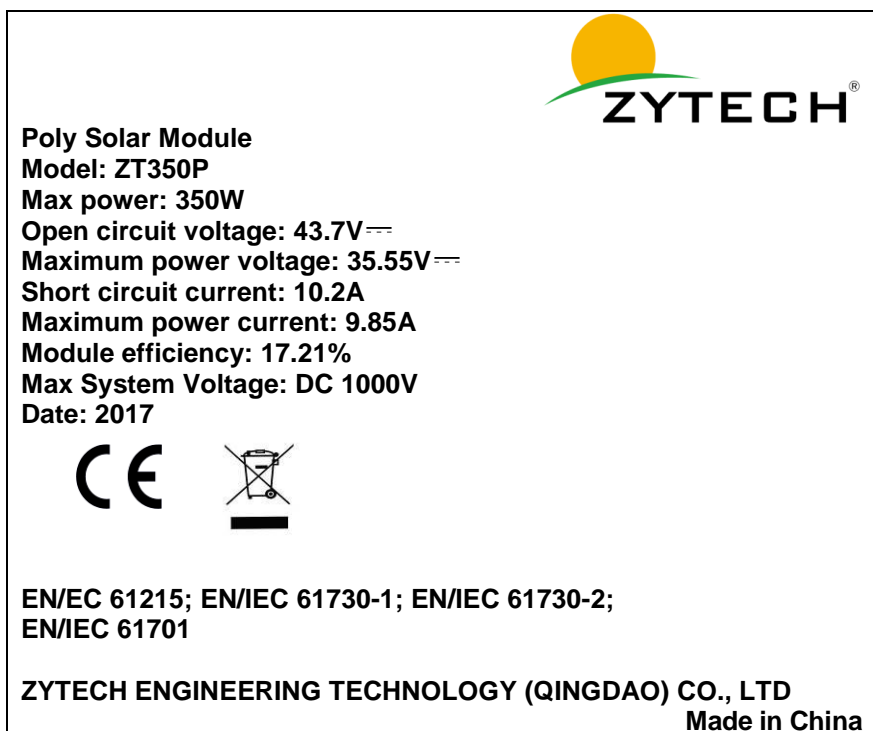 ZYTECH®
Poly Solar Module
Model: ZT350P
Max power: 350W
Open circuit voltage: 43.7V⎓
Maximum power voltage: 35.55V⎓
Short circuit current: 10.2A
Maximum power current: 9.85A
Module efficiency: 17.21%
Max System Voltage: DC 1000V
Date: 2017
CE
EN/EC 61215; EN/IEC 61730-1; EN/IEC 61730-2;
EN/IEC 61701
ZYTECH ENGINEERING TECHNOLOGY (QINGDAO) CO., LTD
Made in China